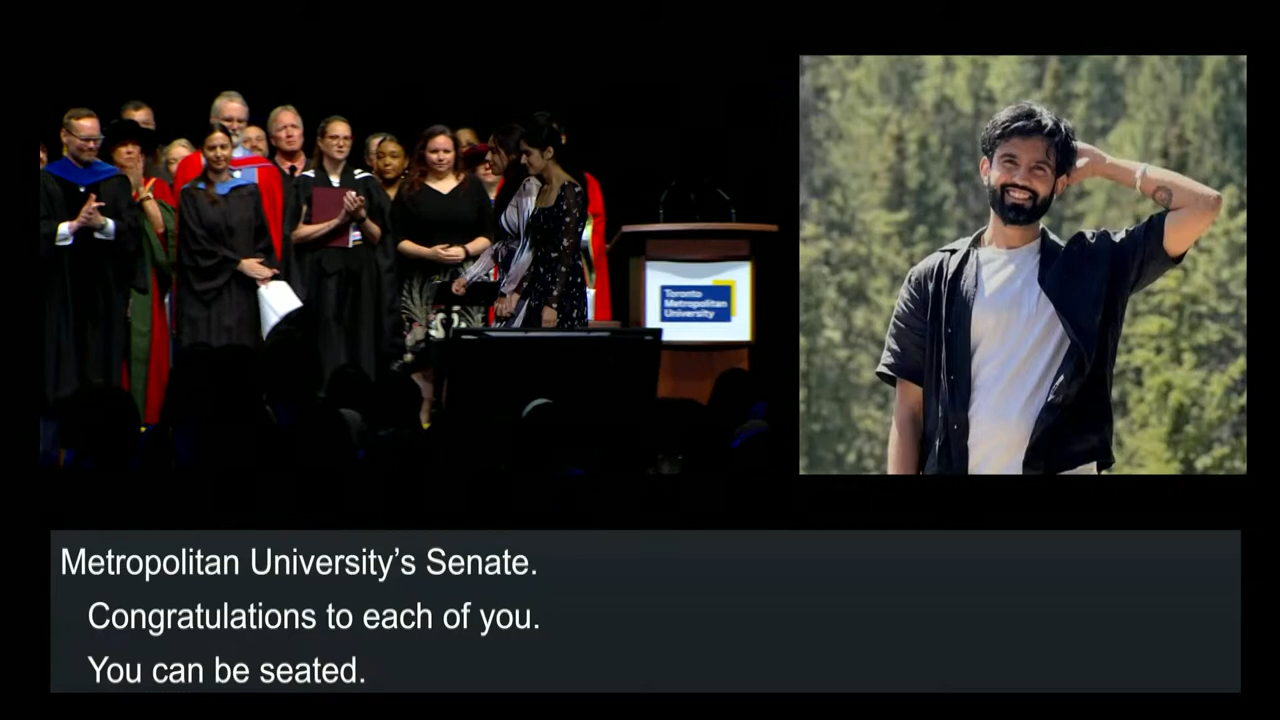 Toronto
Metropolitan
University
Metropolitan University’s Senate.
Congratulations to each of you.
You can be seated.